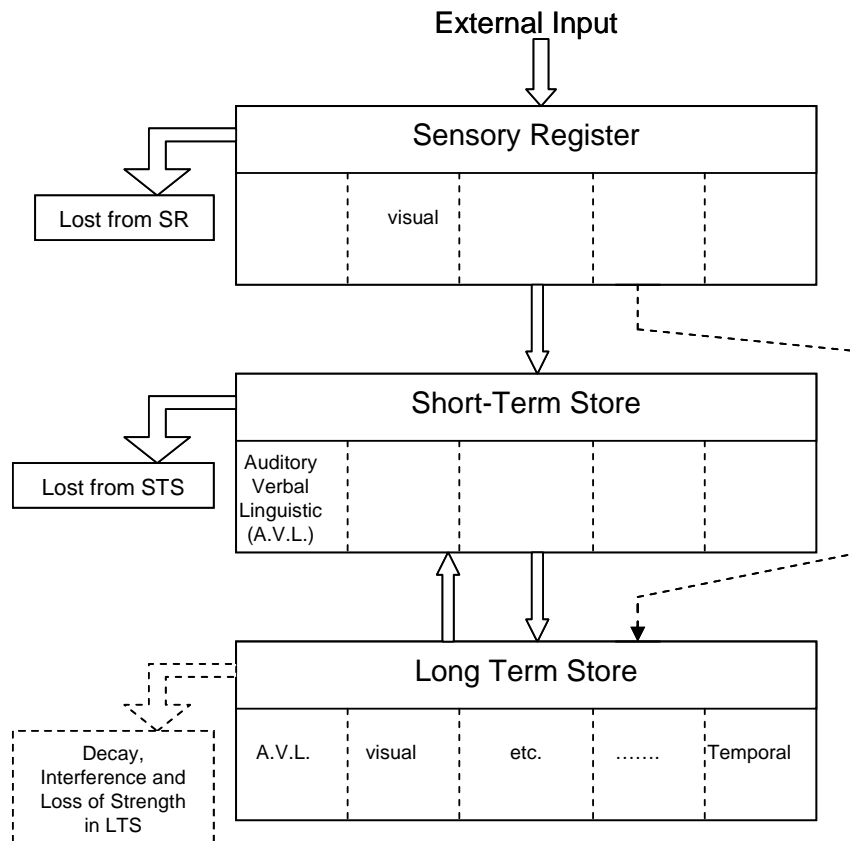 External Input
Sensory Register
Lost from SR
visual
Short-Term Store
Lost from STS
Auditory
Verbal
Linguistic
(A.V.L.)
Long Term Store
Decay,
Interference and
Loss of Strength
in LTS
A.V.L.
visual
etc.
.......
Temporal